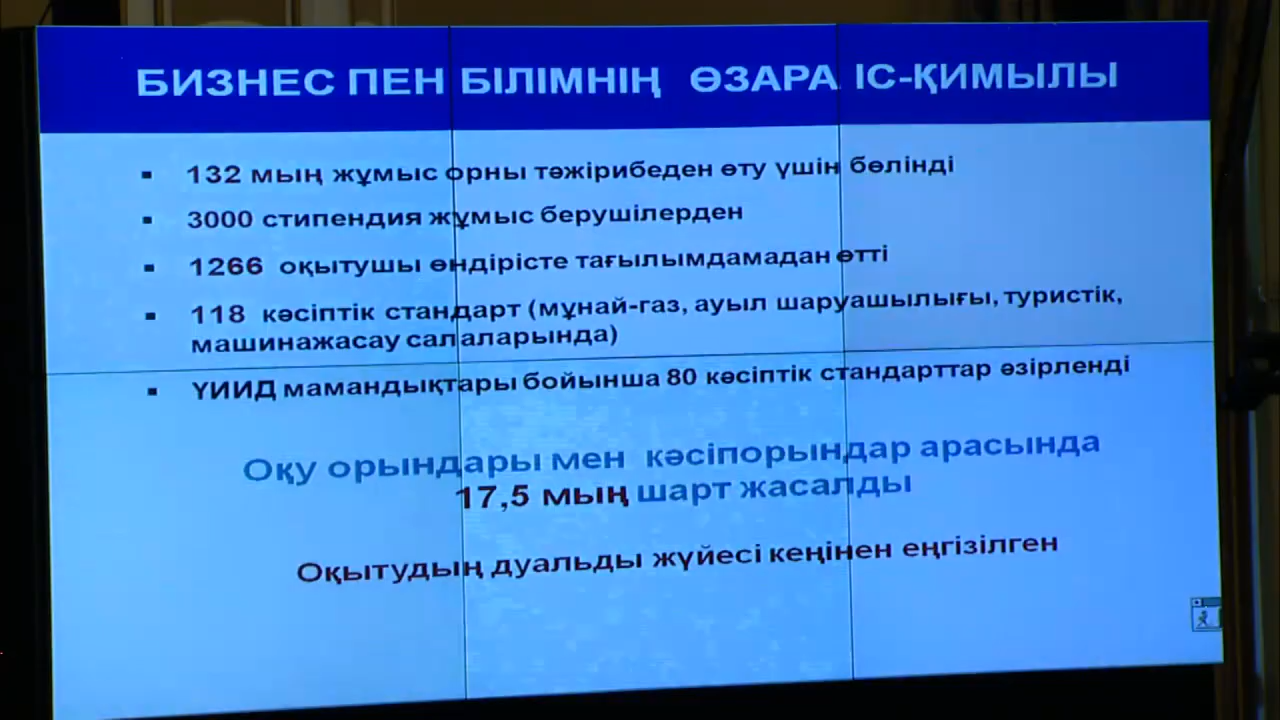 БИЗНЕС ПЕН БІЛІМНІҢ ӨЗАРА ІС-ҚИМЫЛЫ
▪ 132 мың жұмыс орны тәжірибеден өту үшін бөлінді
▪ 3000 стипендия жұмыс берушілерден
▪ 1266 оқытушы өндірісте тағылымдамадан өтті
▪ 118 кәсіптік стандарт (мұнай-газ, ауыл шаруашылығы, туристік,
машинажасау салаларында)
▪ ҮИИД мамандықтары бойынша 80 кәсіптік стандарттар әзірленді
Оқу орындары мен кәсіпорындар арасында
17,5 мың шарт жасалды
Оқытудың дуальды жүйесі кеңінен еңгізілген